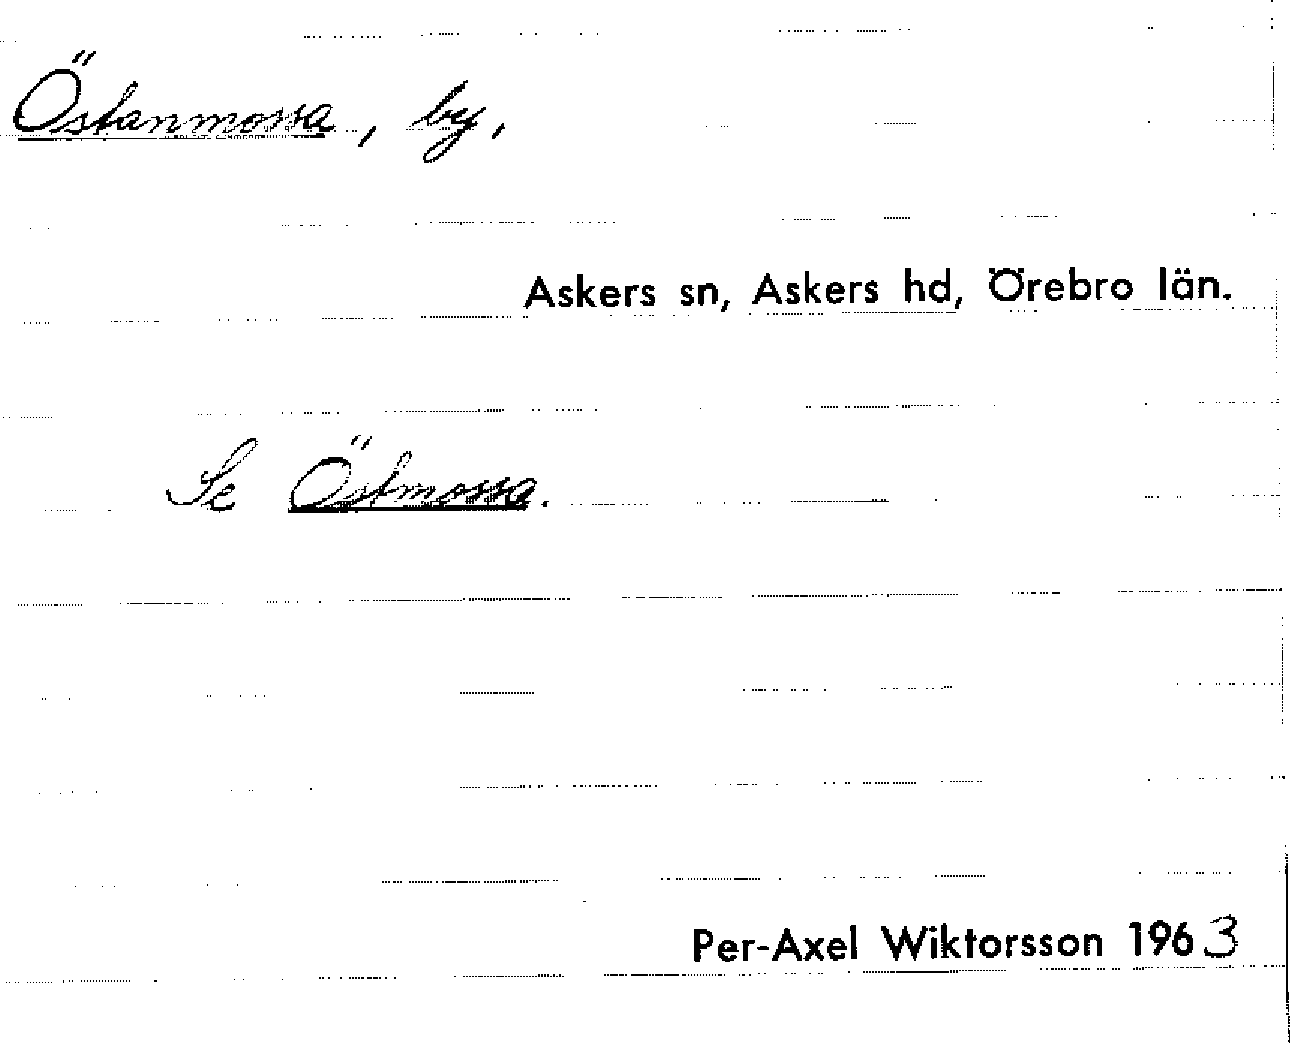 Östanmossa, by,
Askers sn, Askers hd, Örebro län.
Se Östmossa.
Per-Axel Wiktorsson 1963